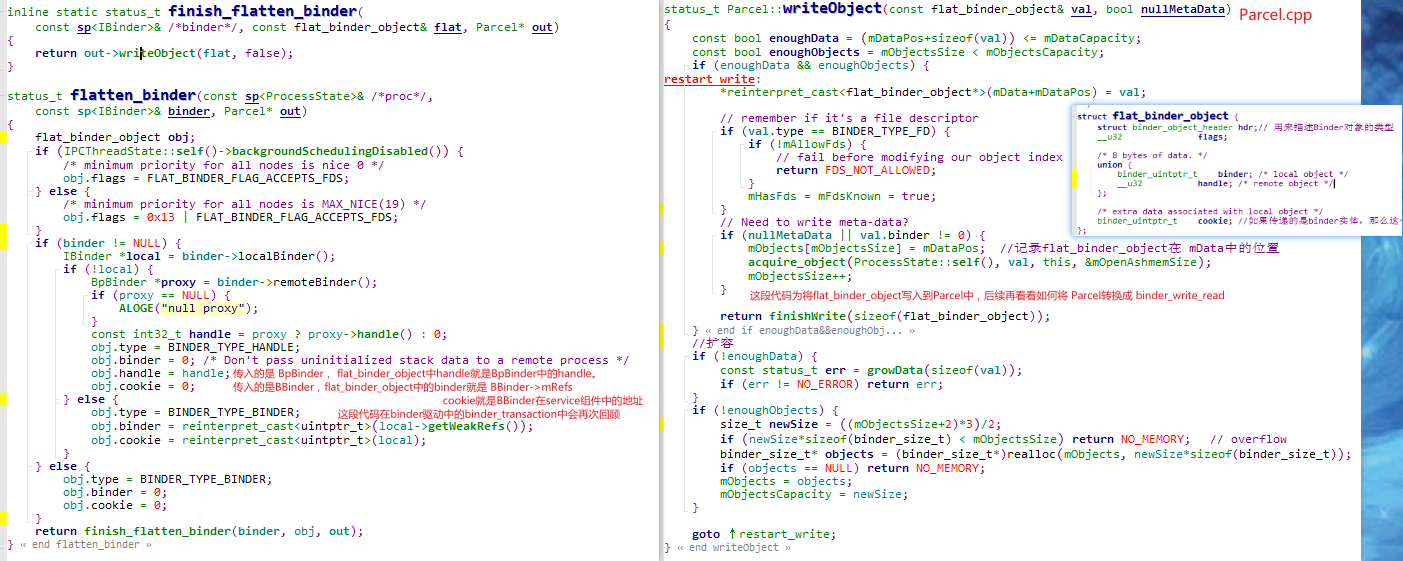 inline static status_t finish_flatten_binder(
    const sp<IBinder>& /*binder*/, const flat_binder_object& flat, Parcel* out)
{
    return out->writeObject(flat, false);
}
status_t flatten_binder(const sp<ProcessState>& /*proc*/,
    const sp<IBinder>& binder, Parcel* out)
{
    flat_binder_object obj;
    if (IPCThreadState::self()->backgroundSchedulingDisabled()) {
        /* minimum priority for all nodes is nice 0 */
        obj.flags = FLAT_BINDER_FLAG_ACCEPTS_FDS;
    } else {
        /* minimum priority for all nodes is MAX_NICE(19) */
        obj.flags = 0x13 | FLAT_BINDER_FLAG_ACCEPTS_FDS;
    }
    if (binder != NULL) {
        IBinder *local = binder->localBinder();
        if (!local) {
            BpBinder *proxy = binder->remoteBinder();
            if (proxy == NULL) {
                ALOGE("null proxy");
            }
            const int32_t handle = proxy ? proxy->handle() : 0;
            obj.type = BINDER_TYPE_HANDLE;
            obj.binder = 0; /* Don't pass uninitialized stack data to a remote process */
            obj.handle = handle; 传入的是 BpBinder，flat_binder_object中handle就是BpBinder中的handle。
            obj.cookie = 0; 传入的是BBinder，flat_binder_object中的binder就是 BBinder->mRefs
        } else { cookie就是BBinder在service组件中的地址
            obj.type = BINDER_TYPE_BINDER; 这段代码在binder驱动中的binder_transaction中会再次回顾
            obj.binder = reinterpret_cast<uintptr_t>(local->getWeakRefs());
            obj.cookie = reinterpret_cast<uintptr_t>(local);
        }
    } else {
        obj.type = BINDER_TYPE_BINDER;
        obj.binder = 0;
        obj.cookie = 0;
    }
    return finish_flatten_binder(binder, obj, out);
} « end flatten_binder »
status_t Parcel::writeObject(const flat_binder_object& val, bool nullMetaData) Parcel.cpp
{
    const bool enoughData = (mDataPos+sizeof(val)) <= mDataCapacity;
    const bool enoughObjects = mObjectsSize < mObjectsCapacity;
    if (enoughData && enoughObjects) {
restart_write:
        *reinterpret_cast<flat_binder_object*>(mData+mDataPos) = val;
        // remember if it's a file descriptor
        if (val.type == BINDER_TYPE_FD) {
            if (!mAllowFds) {
                // fail before modifying our object index
                return FDS_NOT_ALLOWED;
            }
            mHasFds = mFdsKnown = true;
        }
        // Need to write meta-data?
        if (nullMetaData || val.binder != 0) {
            mObjects[mObjectsSize] = mDataPos; //记录flat_binder_object在 mData中的位置
            acquire_object(ProcessState::self(), val, this, &mOpenAshmemSize);
            mObjectsSize++;
        }
这段代码为将flat_binder_object写入到Parcel中，后续再看看如何将 Parcel转换成 binder_write_read
        return finishWrite(sizeof(flat_binder_object));
    } « end if enoughData&&enoughObj... »
    //扩容
    if (!enoughData) {
        const status_t err = growData(sizeof(val));
        if (err != NO_ERROR) return err;
    }
    if (!enoughObjects) {
        size_t newSize = ((mObjectsSize+2)*3)/2;
        if (newSize*sizeof(binder_size_t) < mObjectsSize) return NO_MEMORY; // overflow
        binder_size_t* objects = (binder_size_t*)realloc(mObjects, newSize*sizeof(binder_size_t));
        if (objects == NULL) return NO_MEMORY;
        mObjects = objects;
        mObjectsCapacity = newSize;
    }
    goto ↑restart_write;
} « end writeObject »
struct flat_binder_object {
    struct binder_object_header hdr;// 用来描述Binder对象的类型
    __u32 flags;
    /* 8 bytes of data. */
    union {
        binder_uintptr_t binder; /* local object */
        __u32 handle; /* remote object */
    };
    /* extra data associated with local object */
    binder_uintptr_t cookie; //如果传递的是binder实体，那么这
};